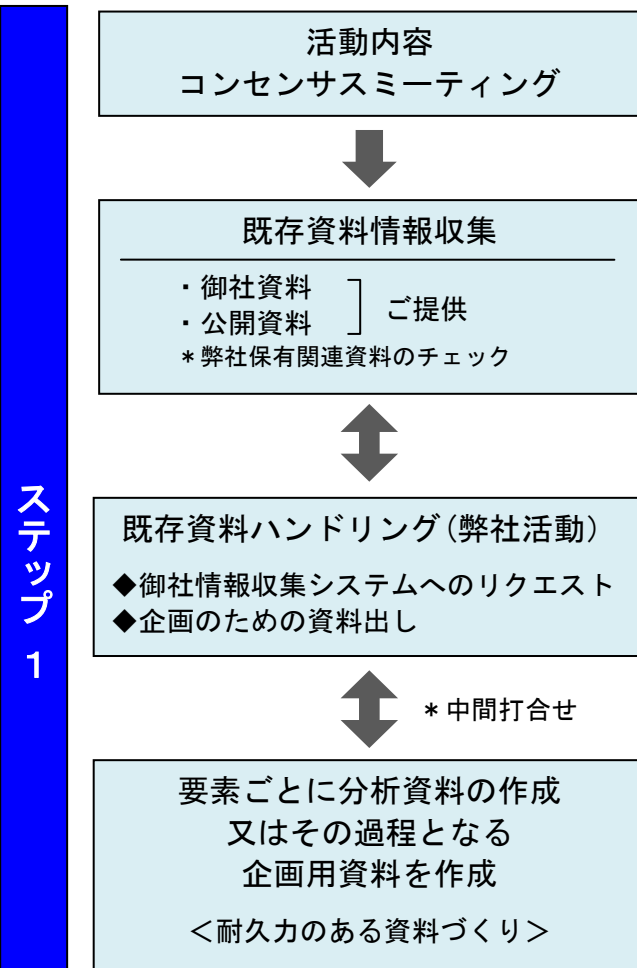 ステップ 1
活動内容
コンセンサスミーティング
既存資料情報収集
・御社資料
・公開資料
ご提供
＊弊社保有関連資料のチェック
既存資料ハンドリング(弊社活動)
◆御社情報収集システムへのリクエスト
◆企画のための資料出し
＊中間打合せ
要素ごとに分析資料の作成
又はその過程となる
企画用資料を作成
＜耐久力のある資料づくり＞